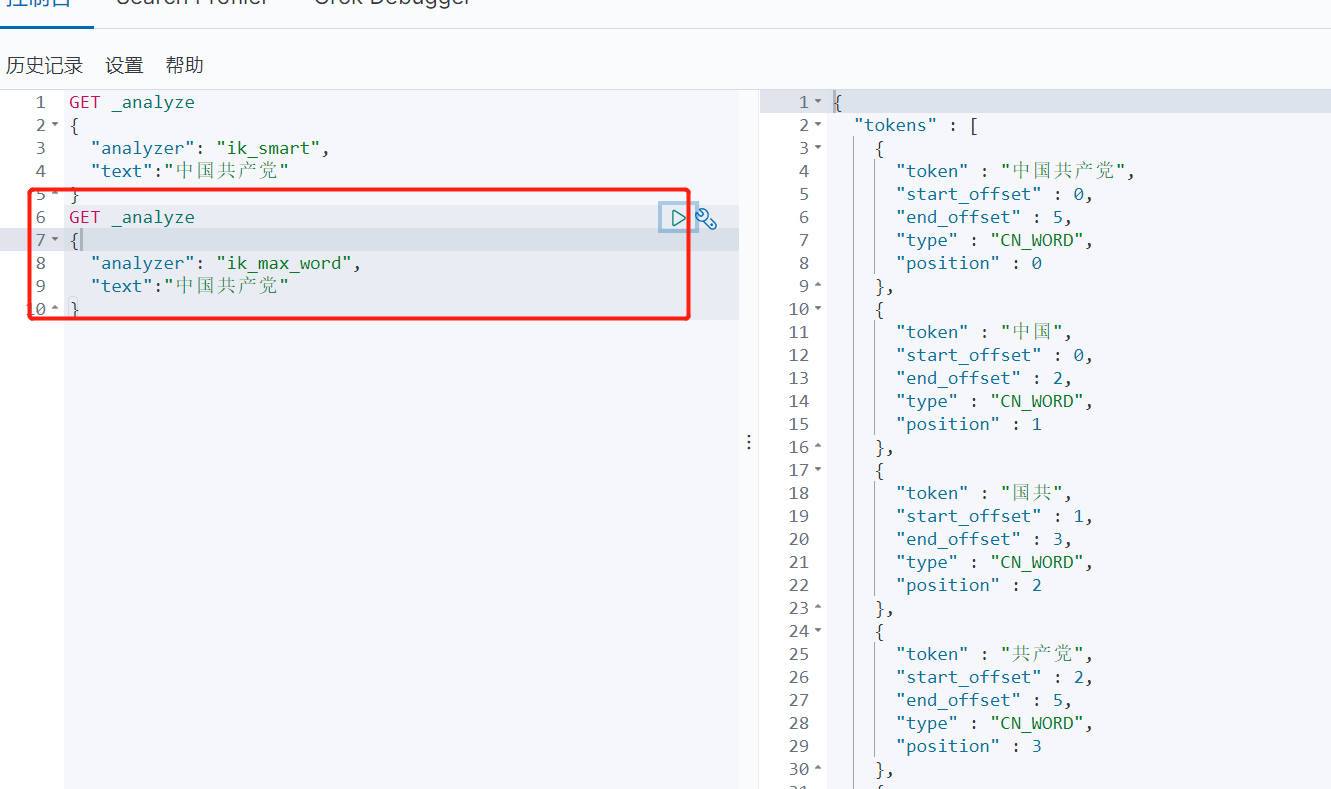 控制台 Search Profiler Grok Debugger
历史记录 设置 帮助
1 GET _analyze
2 {
3 "analyzer": "ik_smart",
4 "text":"中国共产党"
5 }
6 GET _analyze
7 {
8 "analyzer": "ik_max_word",
9 "text":"中国共产党"
10 }
1 {
2 "tokens" : [
3 {
4 "token" : "中国共产党",
5 "start_offset" : 0,
6 "end_offset" : 5,
7 "type" : "CN_WORD",
8 "position" : 0
9 },
10 {
11 "token" : "中国",
12 "start_offset" : 0,
13 "end_offset" : 2,
14 "type" : "CN_WORD",
15 "position" : 1
16 },
17 {
18 "token" : "国共",
19 "start_offset" : 1,
20 "end_offset" : 3,
21 "type" : "CN_WORD",
22 "position" : 2
23 },
24 {
25 "token" : "共产党",
26 "start_offset" : 2,
27 "end_offset" : 5,
28 "type" : "CN_WORD",
29 "position" : 3
30 },